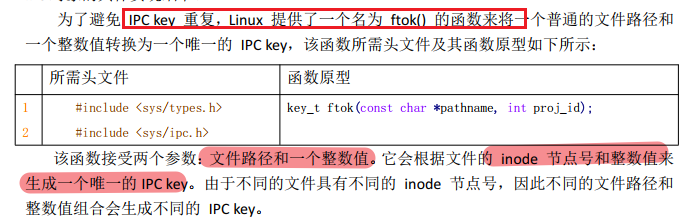 为了避免 IPC key 重复，Linux 提供了一个名为 ftok() 的函数来将一个普通的文件路径和
一个整数值转换为一个唯一的 IPC key，该函数所需头文件及其函数原型如下所示：
所需头文件 函数原型
1 #include <sys/types.h> key_t ftok(const char *pathname, int proj_id);
2 #include <sys/ipc.h>
该函数接受两个参数：文件路径和一个整数值。它会根据文件的 inode 节点号和整数值来
生成一个唯一的 IPC key。由于不同的文件具有不同的 inode 节点号，因此不同的文件路径和
整数值组合会生成不同的 IPC key。